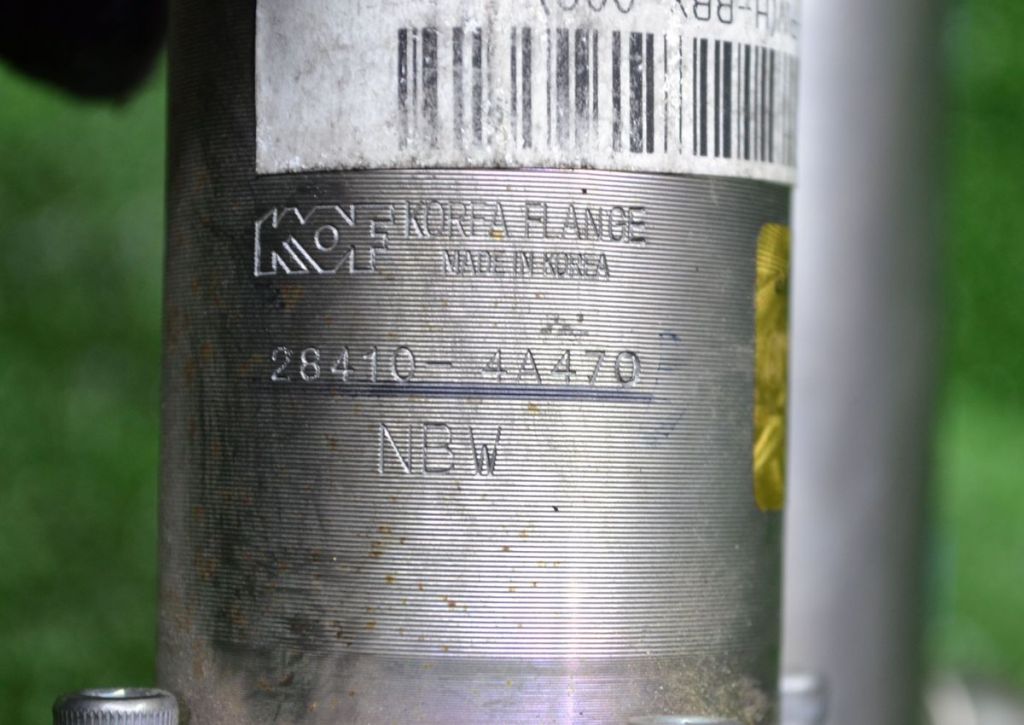 KOF KOREA FLANGE
MADE IN KOREA
28410-4A470
NBW